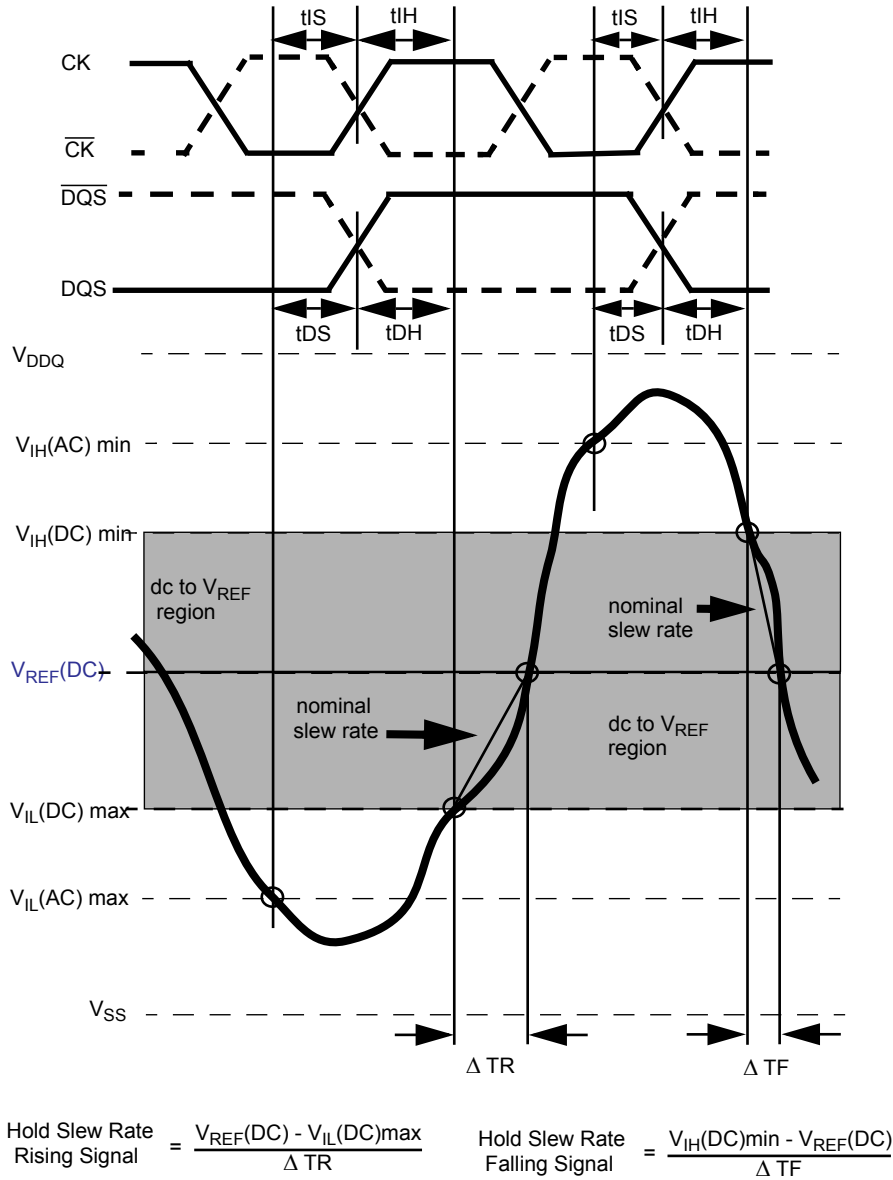 tIS tIH tIS tIH
CK
CK
DQS
DQS
tDS tDH tDS tDH
VDDQ
VIH(AC) min
VIH(DC) min
dc to VREF
region
nominal
slew rate
VREF(DC)
nominal
slew rate
dc to VREF
region
VIL(DC) max
VIL(AC) max
VSS
Δ TR Δ TF
Hold Slew Rate
Rising Signal
= VREF(DC) - VIL(DC)max
Δ TR
Hold Slew Rate
Falling Signal
= VIH(DC)min - VREF(DC)
Δ TF